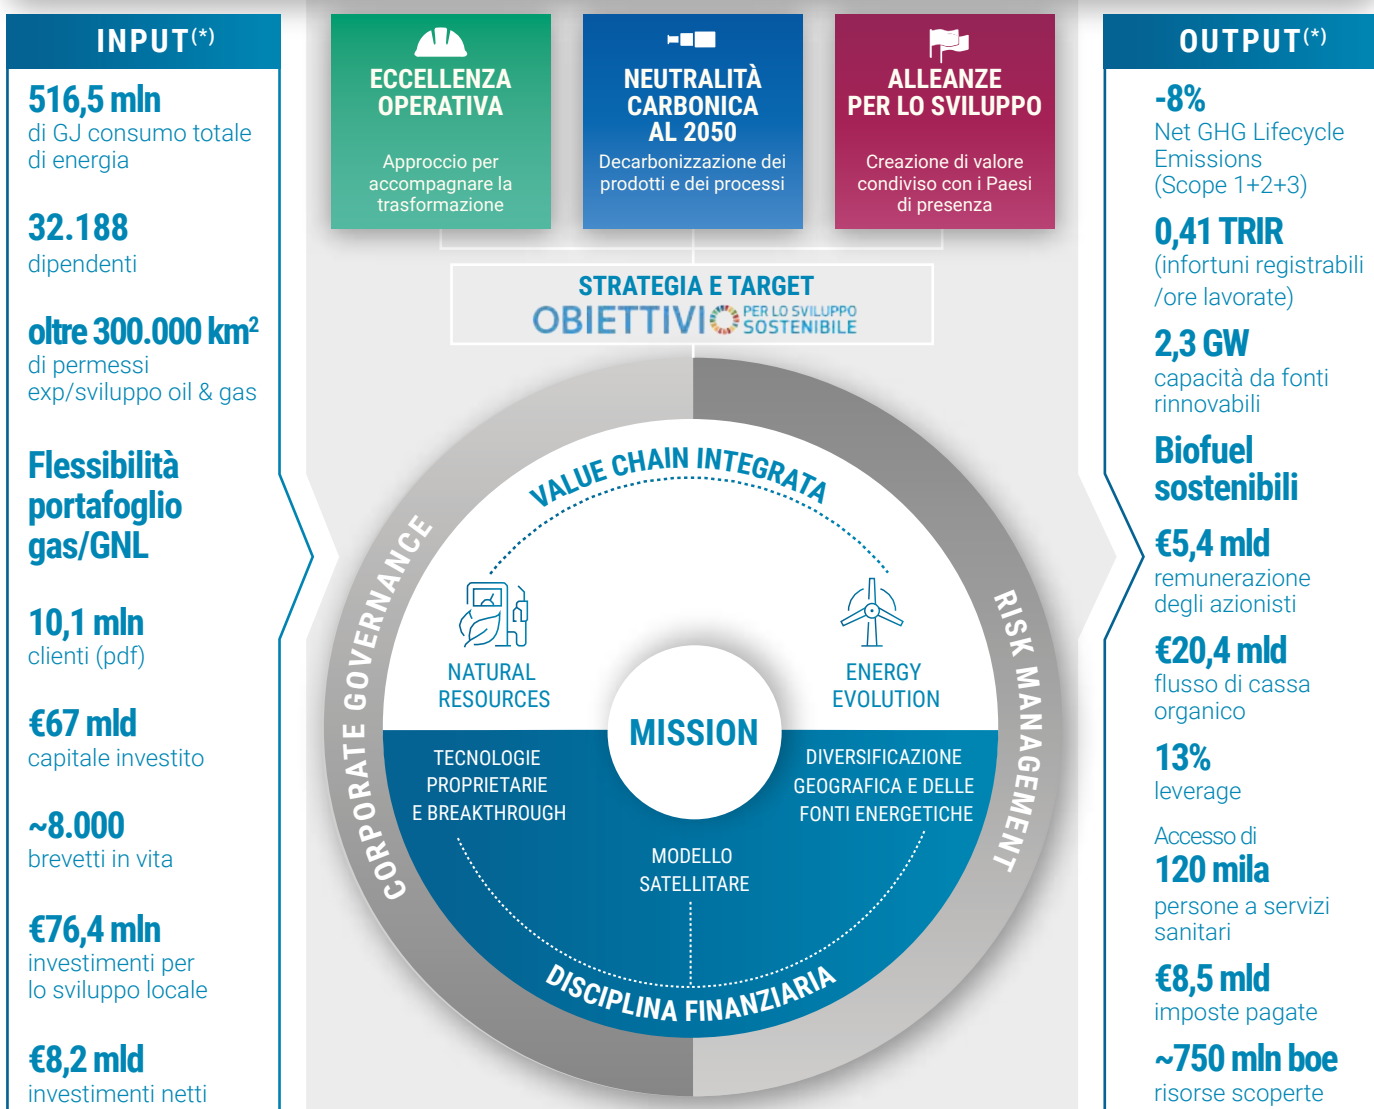 INPUT(*)
516,5 mln
di GJ consumo totale
di energia
32.188
dipendenti
oltre 300.000 km²
di permessi
exp/sviluppo oil & gas
Flessibilità
portafoglio
gas/GNL
10,1 mln
clienti (pdf)
€67 mld
capitale investito
~8.000
brevetti in vita
€76,4 mln
investimenti per
lo sviluppo locale
€8,2 mld
investimenti netti
ECCELLENZA
OPERATIVA
Approccio per
accompagnare la
trasformazione
NEUTRALITÀ
CARBONICA
AL 2050
Decarbonizzazione dei
prodotti e dei processi
ALLEANZE
PER LO SVILUPPO
Creazione di valore
condiviso con i Paesi
di presenza
STRATEGIA E TARGET
OBIETTIVI PER LO SVILUPPO
SOSTENIBILE
CORPORATE GOVERNANCE
RISK MANAGEMENT
VALUE CHAIN INTEGRATA
NATURAL
RESOURCES
ENERGY
EVOLUTION
MISSION
TECNOLOGIE
PROPRIETARIE
E BREAKTHROUGH
DIVERSIFICAZIONE
GEOGRAFICA E DELLE
FONTI ENERGETICHE
MODELLO
SATELLITARE
DISCIPLINA FINANZIARIA
OUTPUT(*)
-8%
Net GHG Lifecycle
Emissions
(Scope 1+2+3)
0,41 TRIR
(infortuni registrabili
/ore lavorate)
2,3 GW
capacità da fonti
rinnovabili
Biofuel
sostenibili
€5,4 mld
remunerazione
degli azionisti
€20,4 mld
flusso di cassa
organico
13%
leverage
Accesso di
120 mila
persone a servizi
sanitari
€8,5 mld
imposte pagate
~750 mln boe
risorse scoperte